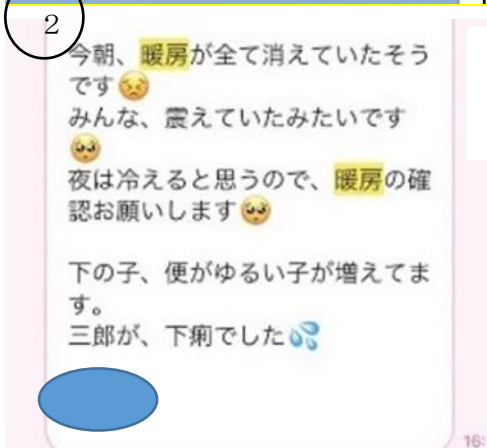 2
今朝、暖房が全て消えていたそう
です😣
みんな、震えていたみたいです
🥺
夜は冷えると思うので、暖房の確
認お願いします🥺
下の子、便がゆるい子が増えてま
す。
三郎が、下痢でした💦
16: